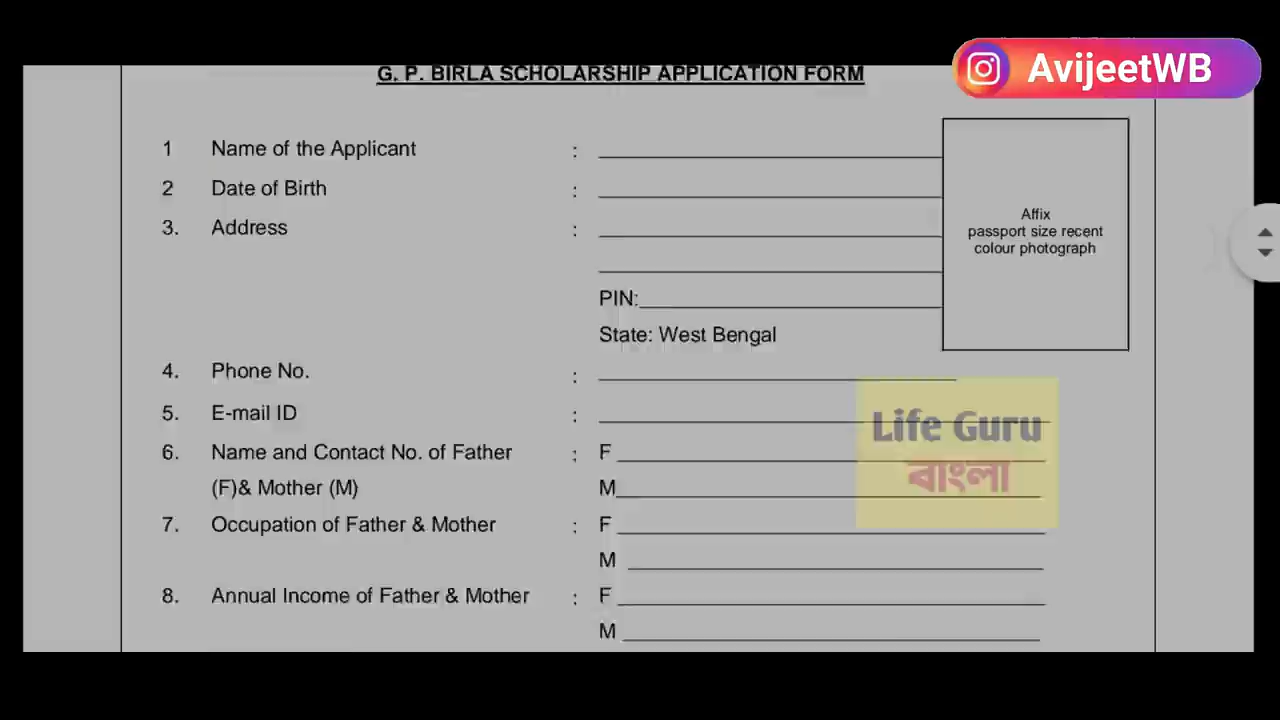 AvijeetWB
G. P. BIRLA SCHOLARSHIP APPLICATION FORM
1 Name of the Applicant :
2 Date of Birth :
3. Address :
Affix
passport size recent
colour photograph
PIN:
State: West Bengal
4. Phone No. :
5. E-mail ID :
Life Guru
বাংলা
6. Name and Contact No. of Father : F
(F)& Mother (M) M
7. Occupation of Father & Mother : F
M
8. Annual Income of Father & Mother : F
M